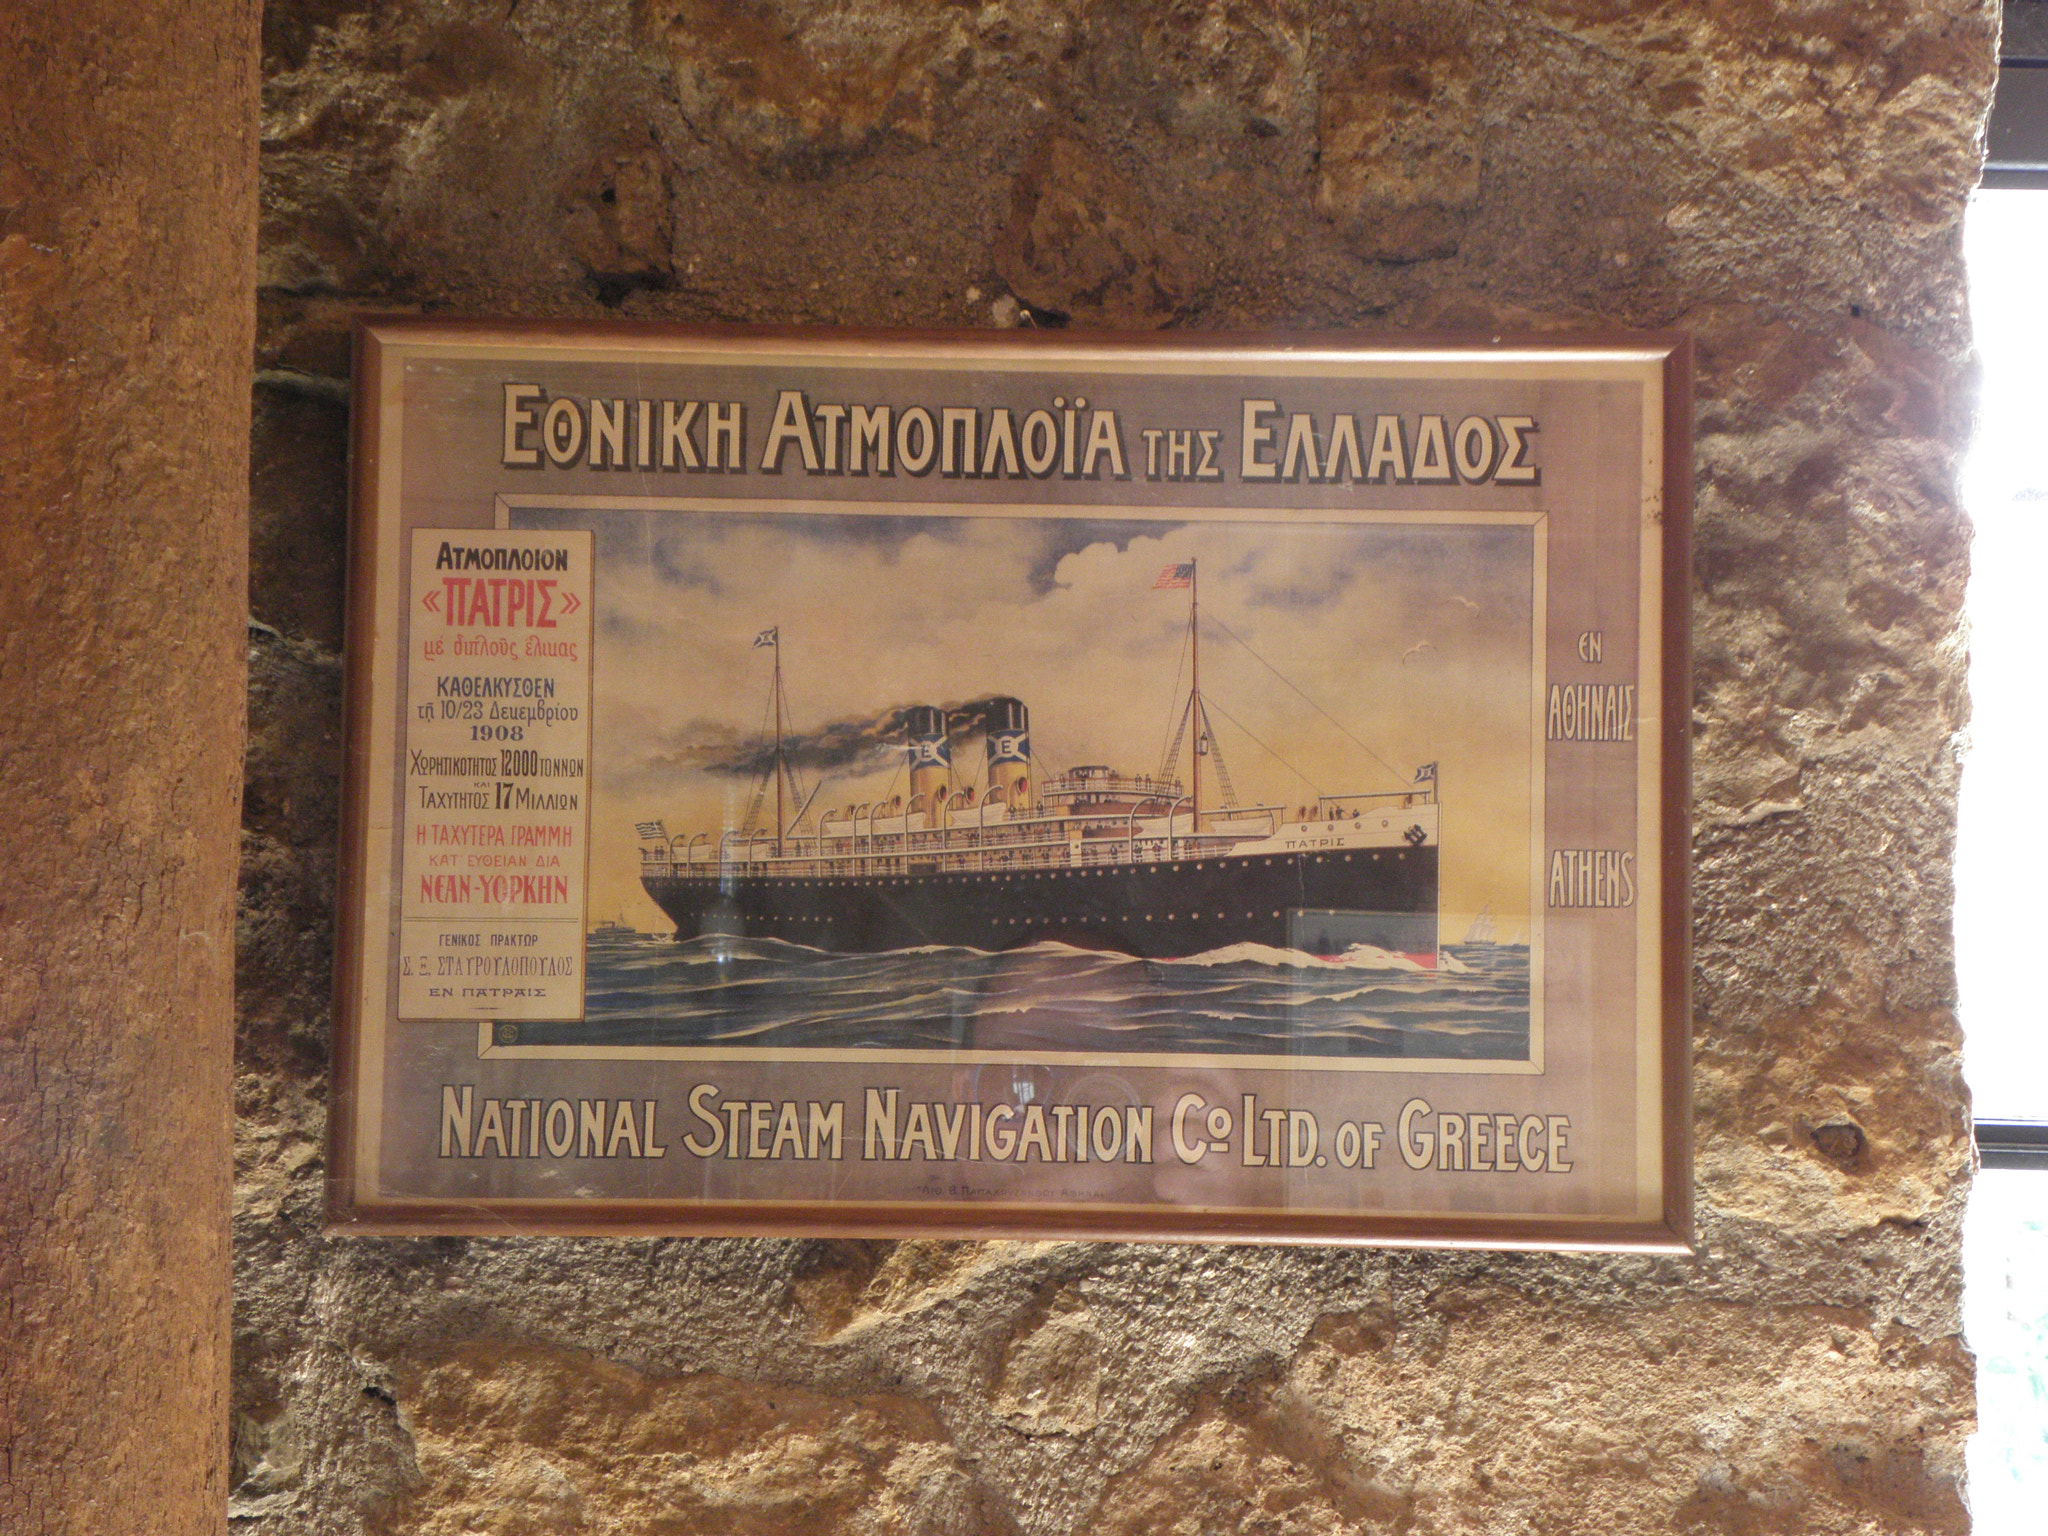 ΕΘΝΙΚΗ ΑΤΜΟΠΛΟΪΑ ΤΗΣ ΕΛΛΑΔΟΣ
ΑΤΜΟΠΛΟΙΟΝ
«ΠΑΤΡΙΣ»
μέ διπλοῦς ἕλικας
ΚΑΘΕΛΚΥΣΘΕΝ
τῇ 10/23 Δεκεμβρίου
1908
ΧΩΡΗΤΙΚΟΤΗΤΟΣ 12000 ΤΟΝΝΩΝ
ΚΑΙ
ΤΑΧΥΤΗΤΟΣ 17 ΜΙΛΛΙΩΝ
Η ΤΑΧΥΤΕΡΑ ΓΡΑΜΜΗ
ΚΑΤ' ΕΥΘΕΙΑΝ ΔΙΑ
ΝΕΑΝ-ΥΟΡΚΗΝ
ΓΕΝΙΚΟΣ ΠΡΑΚΤΩΡ
Σ. Ξ. ΣΤΑΥΡΟΥΛΟΠΟΥΛΟΣ
ΕΝ ΠΑΤΡΑΙΣ
E
E
ΠΑΤΡΙΣ
ΕΝ
ΑΘΗΝΑΙΣ
ATHENS
NATIONAL STEAM NAVIGATION Co LTD. OF GREECE